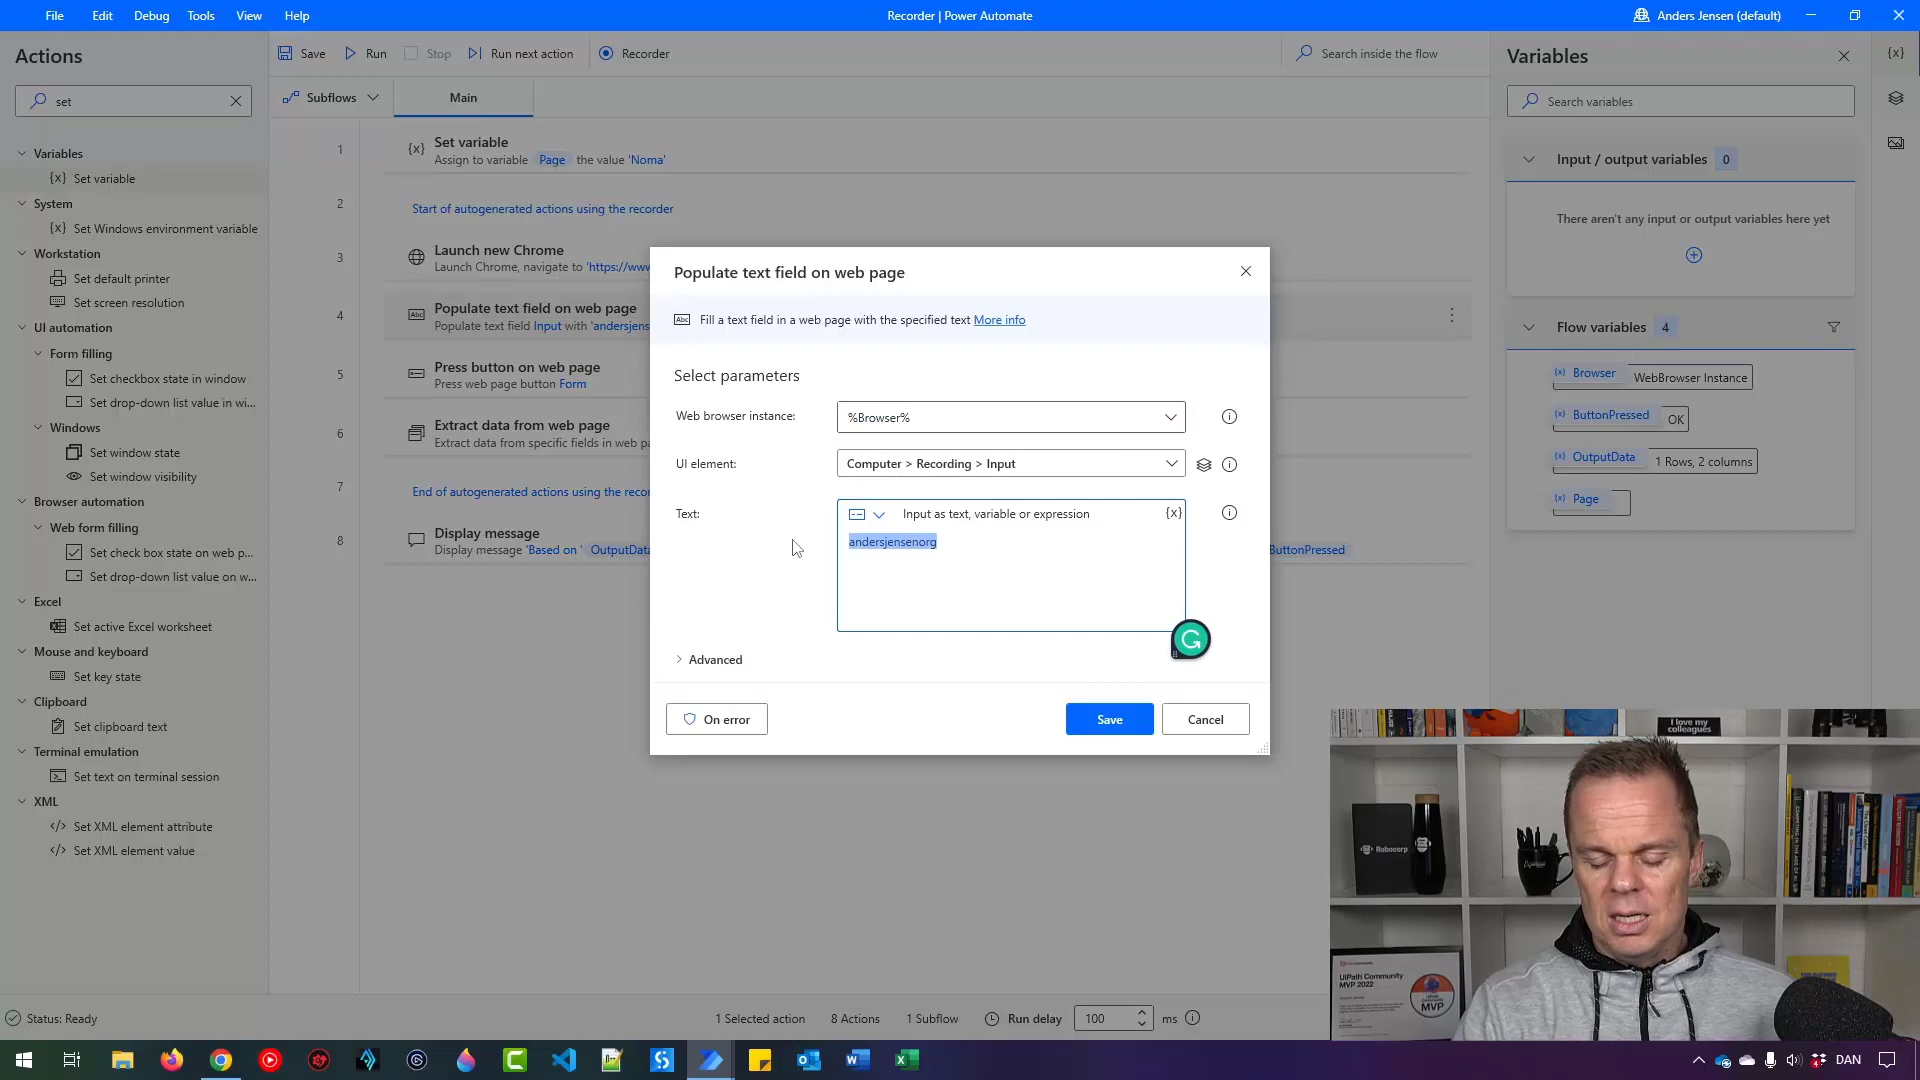 File Edit Debug Tools View Help
Recorder | Power Automate
Anders Jensen (default)
Actions
set
Variables
Set variable
System
Set Windows environment variable
Workstation
Set default printer
Set screen resolution
UI automation
Form filling
Set checkbox state in window
Set drop-down list value in wi...
Windows
Set window state
Set window visibility
Browser automation
Web form filling
Set check box state on web p...
Set drop-down list value on w...
Excel
Set active Excel worksheet
Mouse and keyboard
Set key state
Clipboard
Set clipboard text
Terminal emulation
Set text on terminal session
XML
Set XML element attribute
Set XML element value
Save Run Stop Run next action Recorder
Search inside the flow
Subflows Main
1 {x} Set variable
Assign to variable Page the value 'Noma'
2 Start of autogenerated actions using the recorder
3 Launch new Chrome
Launch Chrome, navigate to 'https://www
4 Populate text field on web page
Populate text field Input with 'andersjens
5 Press button on web page
Press web page button Form
6 Extract data from web page
Extract data from specific fields in web pa
7 End of autogenerated actions using the recor
8 Display message
Display message 'Based on ' OutputData
ButtonPressed
Populate text field on web page
Abc Fill a text field in a web page with the specified text More info
Select parameters
Web browser instance: %Browser%
UI element: Computer > Recording > Input
Text: Input as text, variable or expression {x}
andersjensenorg
Advanced
On error Save Cancel
Variables
{x}
Search variables
Input / output variables 0
There aren't any input or output variables here yet
Flow variables 4
Browser WebBrowser Instance
ButtonPressed OK
OutputData 1 Rows, 2 columns
Page
I love my
colleagues
Robocorp
UiPath Community
MVP 2022
MVP
Status: Ready
1 Selected action 8 Actions 1 Subflow Run delay 100 ms
DAN